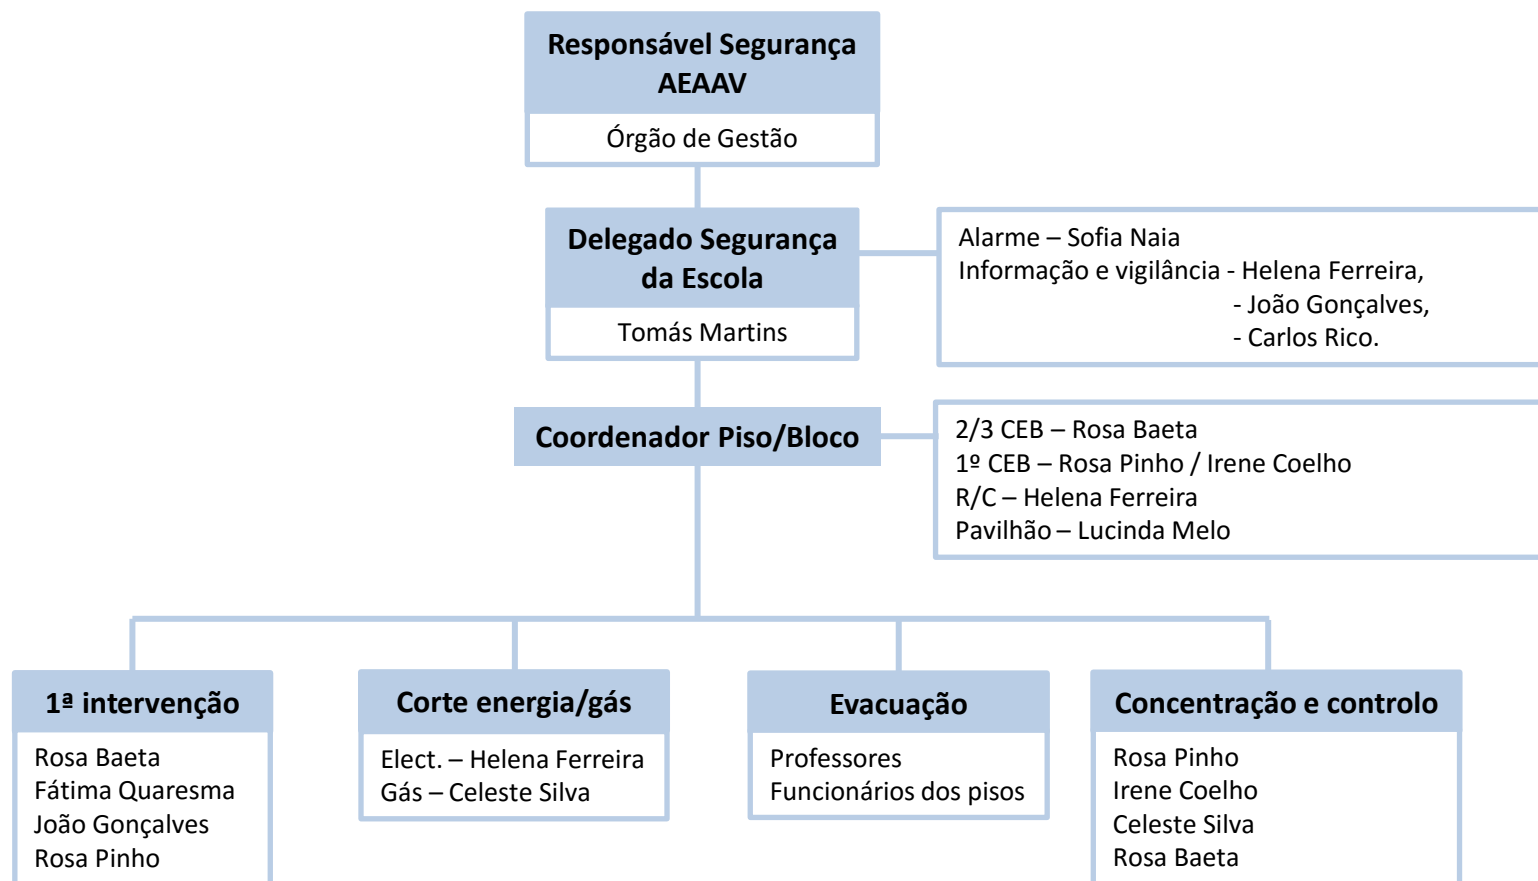 Responsável Segurança
AEAAV
Órgão de Gestão
Delegado Segurança
da Escola
Tomás Martins
Alarme – Sofia Naia
Informação e vigilância - Helena Ferreira,
- João Gonçalves,
- Carlos Rico.
Coordenador Piso/Bloco
2/3 CEB – Rosa Baeta
1º CEB – Rosa Pinho / Irene Coelho
R/C – Helena Ferreira
Pavilhão – Lucinda Melo
1ª intervenção
Rosa Baeta
Fátima Quaresma
João Gonçalves
Rosa Pinho
Corte energia/gás
Elect. – Helena Ferreira
Gás – Celeste Silva
Evacuação
Professores
Funcionários dos pisos
Concentração e controlo
Rosa Pinho
Irene Coelho
Celeste Silva
Rosa Baeta